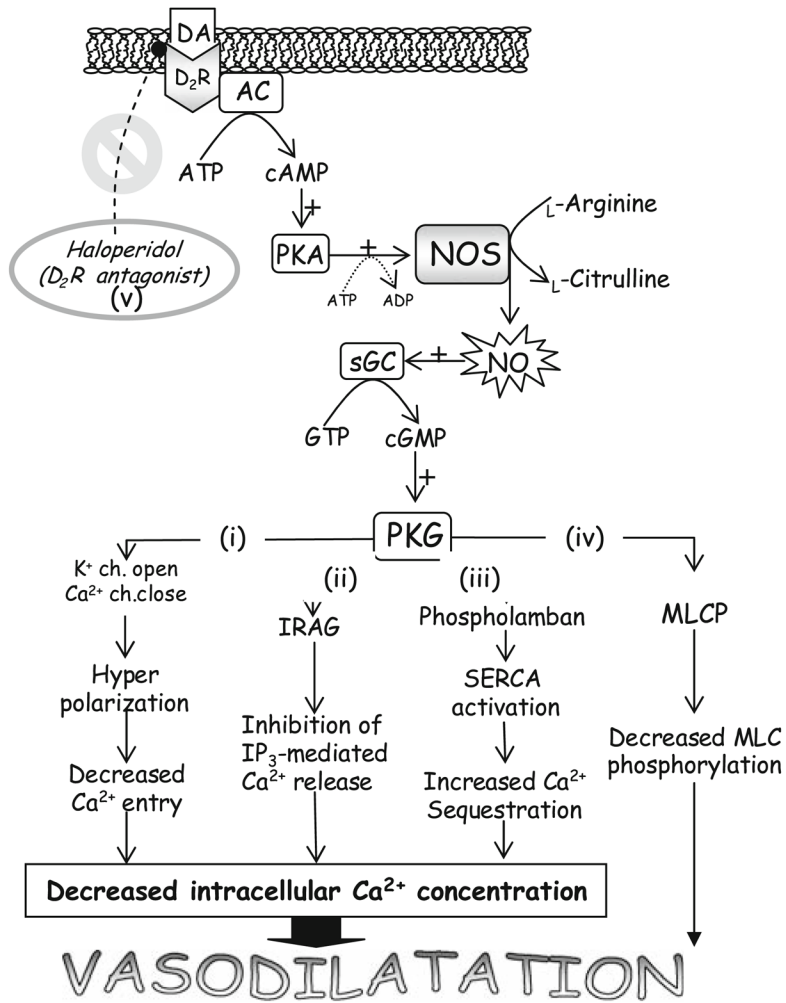 DA
D₂R
AC
ATP
cAMP
+
Haloperidol
(D₂R antagonist)
(v)
PKA
+
ATP
ADP
NOS
L-Arginine
L-Citrulline
NO
+
sGC
GTP
cGMP
+
PKG
(i)
(ii)
(iii)
(iv)
K⁺ ch. open
Ca²⁺ ch.close
Hyper
polarization
Decreased
Ca²⁺ entry
IRAG
Inhibition of
IP₃-mediated
Ca²⁺ release
Phospholamban
SERCA
activation
Increased Ca²⁺
Sequestration
MLCP
Decreased MLC
phosphorylation
Decreased intracellular Ca²⁺ concentration
VASODILATATION